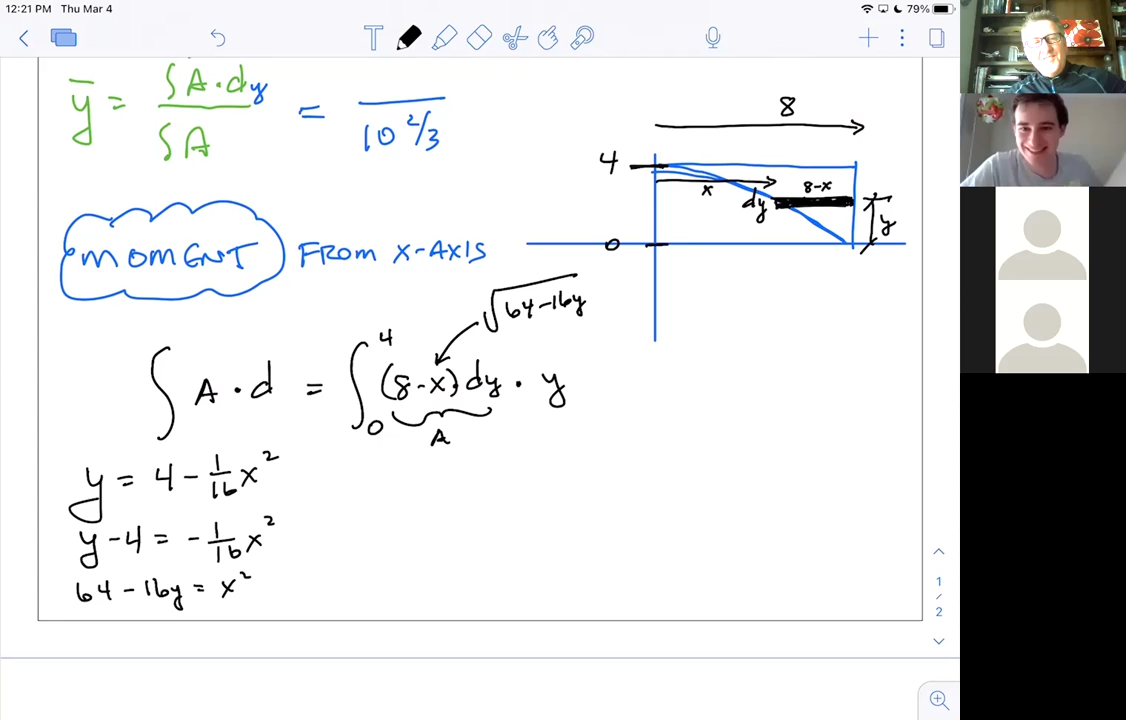 12:21 PM Thu Mar 4
79%
ȳ = ∫A·dy / ∫A = / 10 2/3
8
4
x
dy
8-x
y
0
MOMENT FROM X-AXIS
√64-16y
∫ A·d = ∫₀⁴ (8-x) dy · y
A
y = 4 - 1/16 x²
y - 4 = - 1/16 x²
64 - 16y = x²
1
/
2